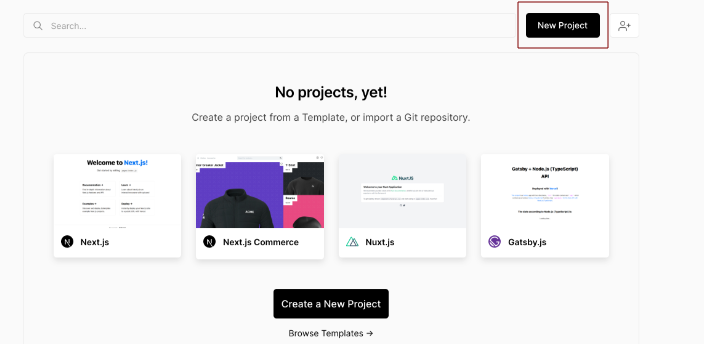 Search...
New Project
No projects, yet!
Create a project from a Template, or import a Git repository.
Welcome to Next.js!
Nuxt.JS
Gatsby + Node.js (TypeScript)
API
Next.js
Next.js Commerce
Nuxt.js
Gatsby.js
Create a New Project
Browse Templates →